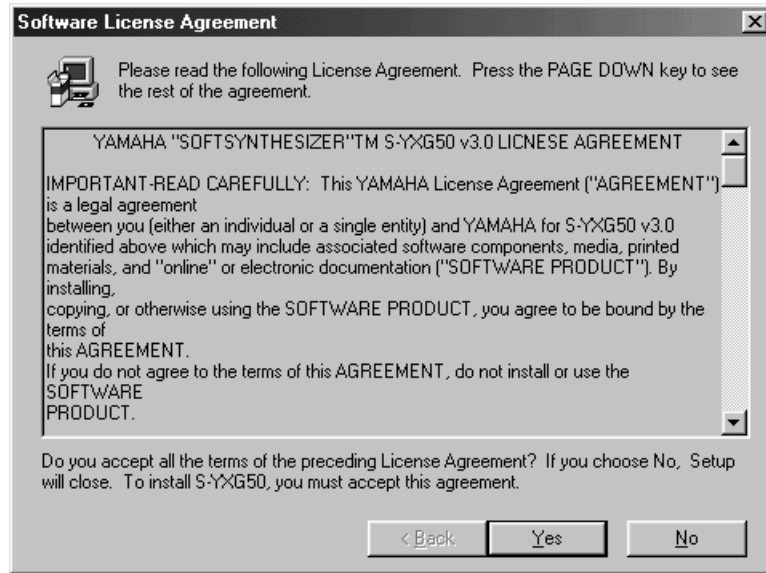 Software License Agreement
Please read the following License Agreement. Press the PAGE DOWN key to see
the rest of the agreement.
YAMAHA "SOFTSYNTHESIZER"TM S-YXG50 v3.0 LICNESE AGREEMENT
IMPORTANT-READ CAREFULLY: This YAMAHA License Agreement ("AGREEMENT")
is a legal agreement
between you (either an individual or a single entity) and YAMAHA for S-YXG50 v3.0
identified above which may include associated software components, media, printed
materials, and "online" or electronic documentation ("SOFTWARE PRODUCT"). By
installing,
copying, or otherwise using the SOFTWARE PRODUCT, you agree to be bound by the
terms of
this AGREEMENT.
If you do not agree to the terms of this AGREEMENT, do not install or use the
SOFTWARE
PRODUCT.
Do you accept all the terms of the preceding License Agreement? If you choose No, Setup
will close. To install S-YXG50, you must accept this agreement.
< Back Yes No